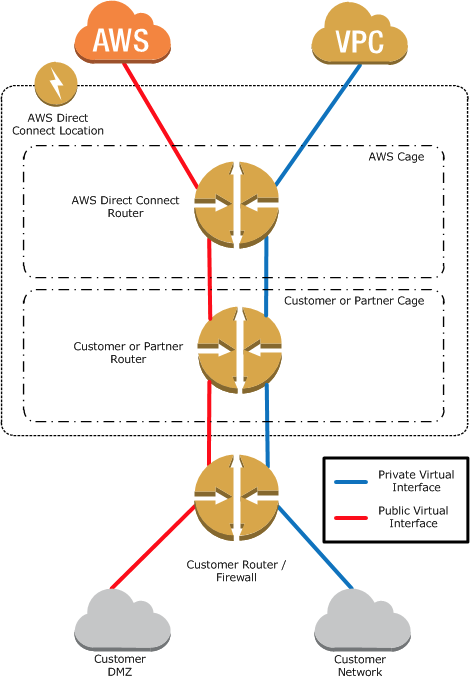 AWS
VPC
AWS Direct
Connect Location
AWS Cage
AWS Direct Connect
Router
Customer or Partner Cage
Customer or Partner
Router
Private Virtual
Interface
Public Virtual
Interface
Customer Router /
Firewall
Customer
DMZ
Customer
Network